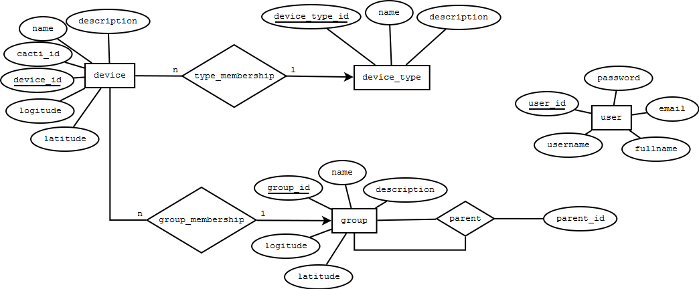 description
name
cacti_id
device_id
logitude
latitude
device
n
type_membership
1
device_type_id
name
description
device_type
password
user_id
email
user
username
fullname
n
group_membership
1
group_id
name
description
group
logitude
latitude
parent
parent_id